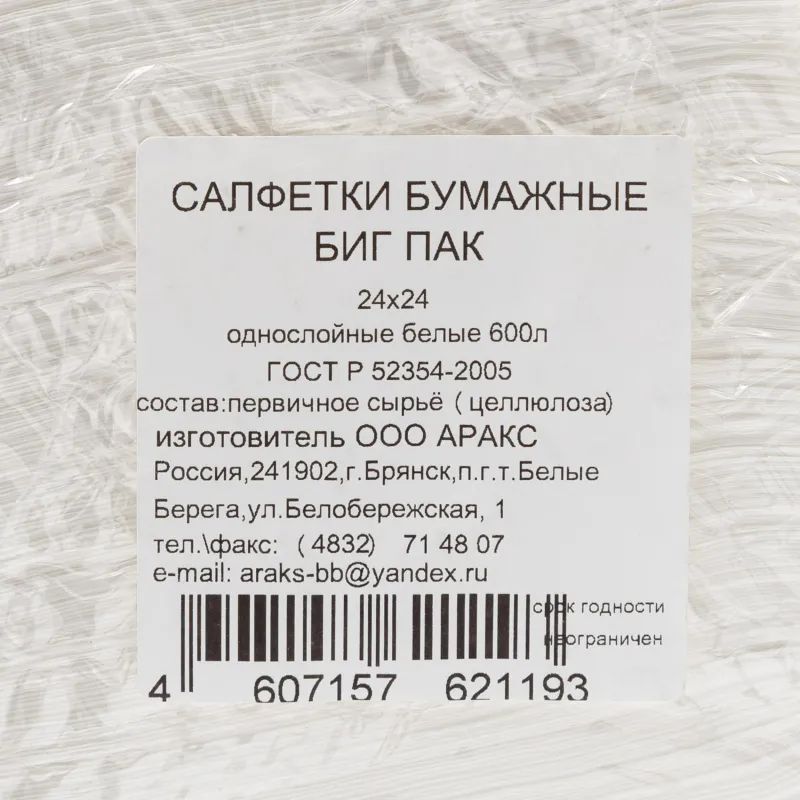 САЛФЕТКИ БУМАЖНЫЕ
БИГ ПАК
24х24
однослойные белые 600л
ГОСТ Р 52354-2005
состав:первичное сырьё ( целлюлоза)
изготовитель ООО АРАКС
Россия,241902,г.Брянск,п.г.т.Белые
Берега,ул.Белобережская, 1
тел.\факс: ( 4832) 71 48 07
e-mail: araks-bb@yandex.ru
срок годности
неограничен
4 607157 621193